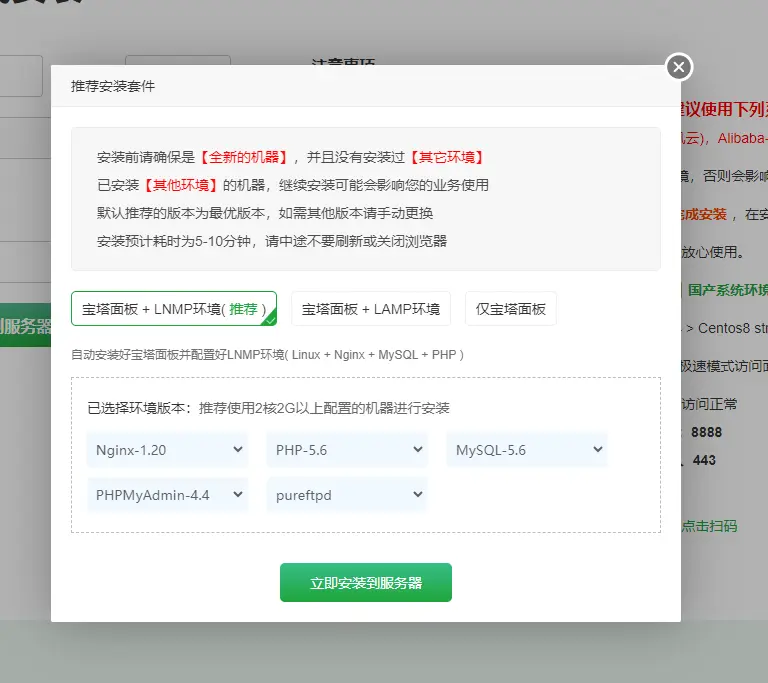 注意事项
推荐安装套件
安装前请确保是【全新的机器】，并且没有安装过【其它环境】
已安装【其他环境】的机器，继续安装可能会影响您的业务使用
默认推荐的版本为最优版本，如需其他版本请手动更换
安装预计耗时为5-10分钟，请中途不要刷新或关闭浏览器
宝塔面板 + LNMP环境( 推荐 )
宝塔面板 + LAMP环境
仅宝塔面板
自动安装好宝塔面板并配置好LNMP环境( Linux + Nginx + MySQL + PHP )
已选择环境版本：推荐使用2核2G以上配置的机器进行安装
Nginx-1.20
PHP-5.6
MySQL-5.6
PHPMyAdmin-4.4
pureftpd
立即安装到服务器
到服务器
建议使用下列
云)，Alibaba-
境，否则会影响
完成安装 ，在安
放心使用。
国产系统环境
> Centos8 str
极速模式访问面
访问正常
8888
、443
点击扫码